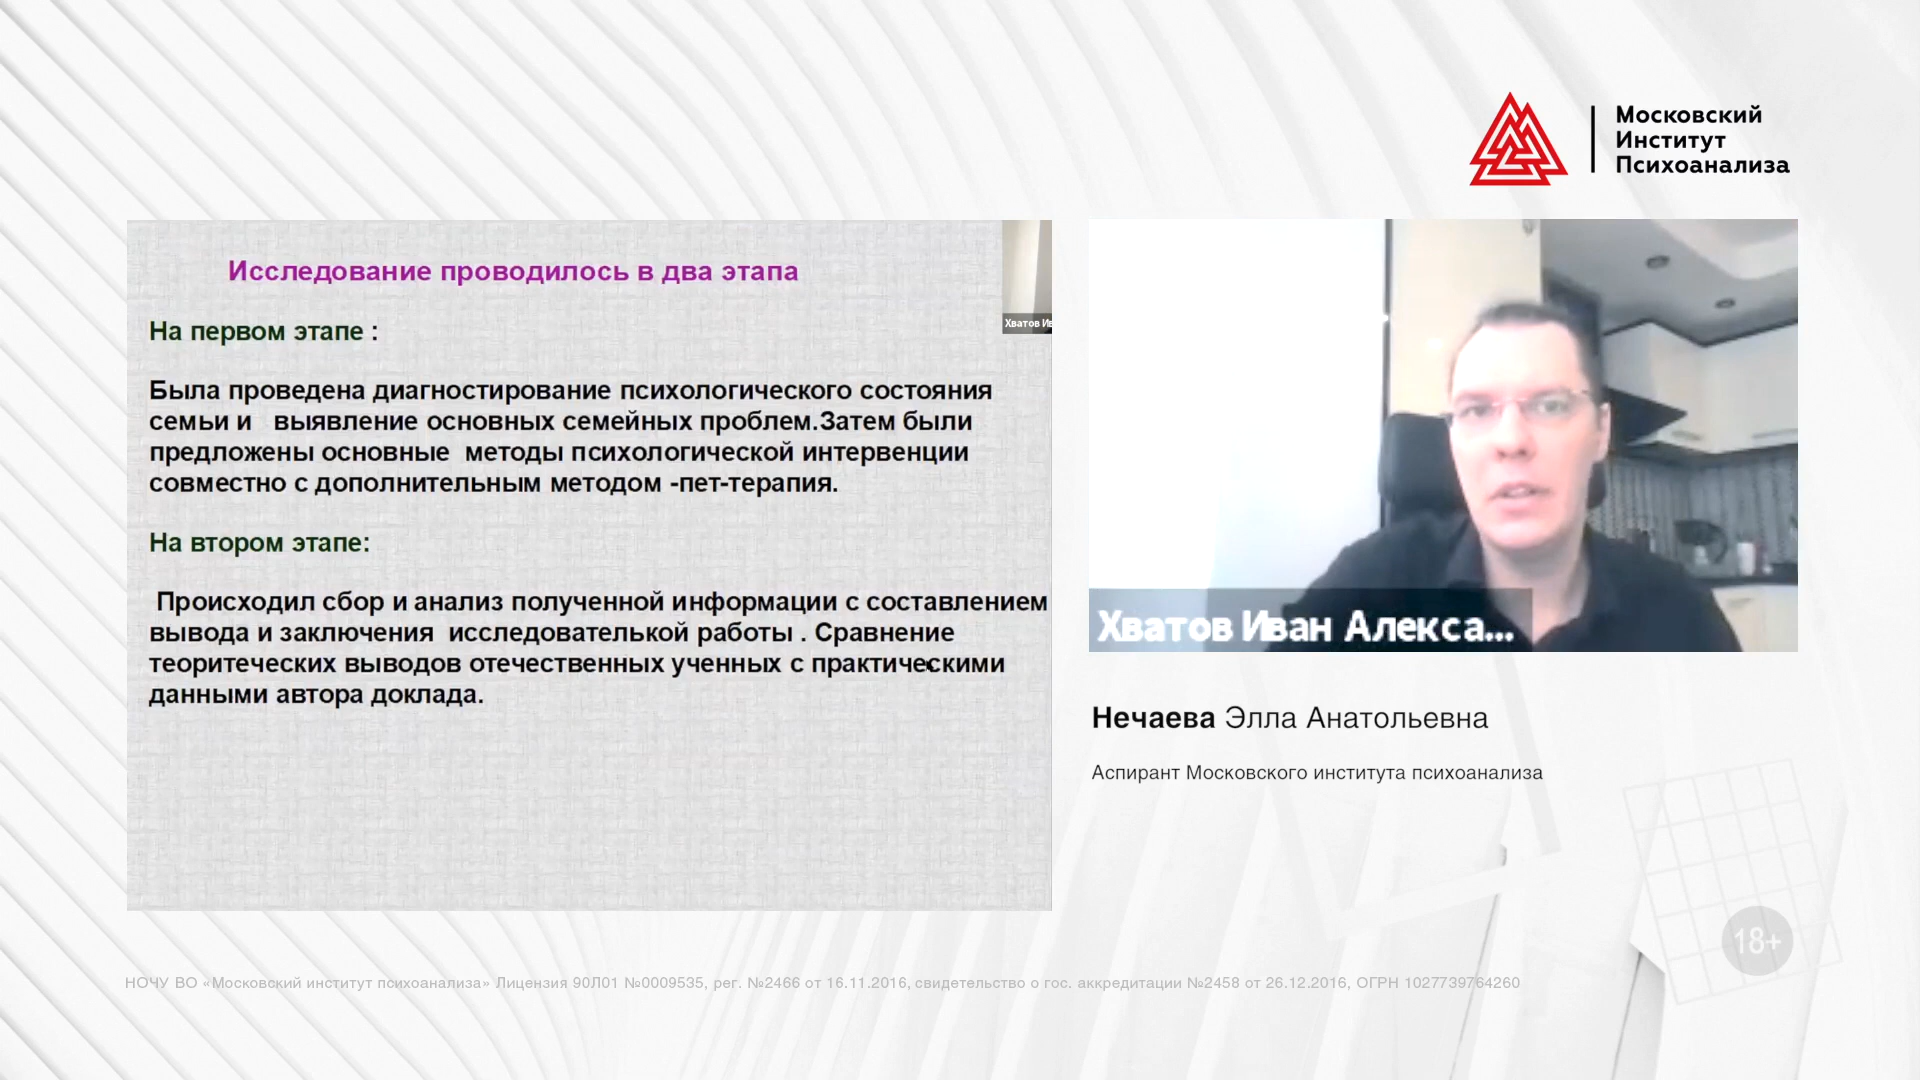 Московский
Институт
Психоанализа
Исследование проводилось в два этапа
На первом этапе :
Была проведена диагностирование психологического состояния
семьи и выявление основных семейных проблем.Затем были
предложены основные методы психологической интервенции
совместно с дополнительным методом -пет-терапия.
На втором этапе:
Происходил сбор и анализ полученной информации с составлением
вывода и заключения исследователькой работы . Сравнение
теоритеческих выводов отечественных ученных с практическими
данными автора доклада.
Хватов Ив
Хватов Иван Алекса...
Нечаева Элла Анатольевна
Аспирант Московского института психоанализа
18+
НОЧУ ВО «Московский институт психоанализа» Лицензия 90Л01 №0009535, рег. №2466 от 16.11.2016, свидетельство о гос. аккредитации №2458 от 26.12.2016, ОГРН 1027739764260